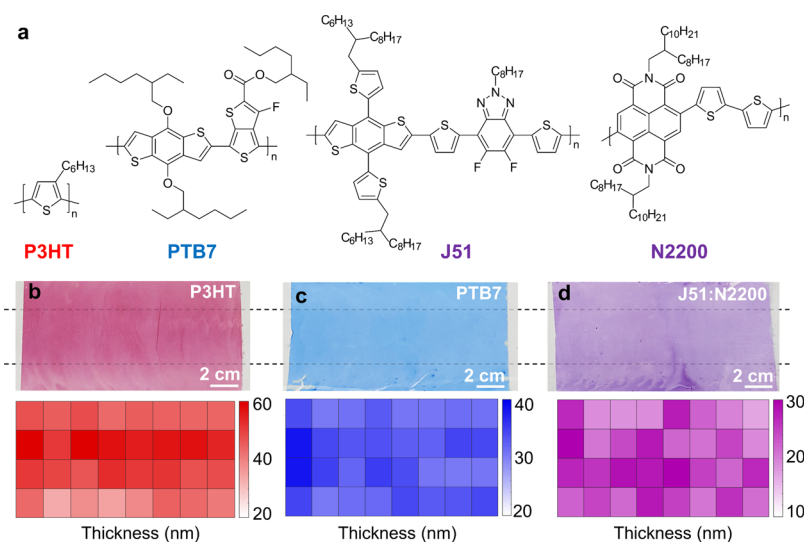 a
C6H13
S
n
P3HT
O
O
S
S
O
O
F
S
S
n
PTB7
C6H13
C8H17
S
S
S
S
C6H13
C8H17
S
C8H17
N
N
N
F
F
S
n
J51
C10H21
C8H17
O
N
O
O
N
O
S
S
n
C8H17
C10H21
N2200
b
P3HT
2 cm
c
PTB7
2 cm
d
J51:N2200
2 cm
60
40
20
Thickness (nm)
40
30
20
Thickness (nm)
30
20
10
Thickness (nm)